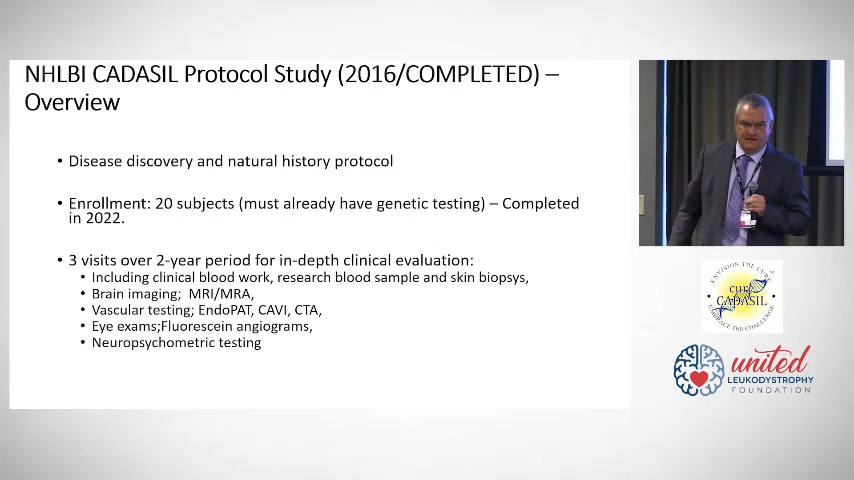 NHLBI CADASIL Protocol Study (2016/COMPLETED) –
Overview
• Disease discovery and natural history protocol
• Enrollment: 20 subjects (must already have genetic testing) – Completed
in 2022.
• 3 visits over 2-year period for in-depth clinical evaluation:
• Including clinical blood work, research blood sample and skin biopsys,
• Brain imaging;  MRI/MRA,
• Vascular testing; EndoPAT, CAVI, CTA,
• Eye exams;Fluorescein angiograms,
• Neuropsychometric testing
ENVISION THE CURE
CURE
CADASIL
EMBRACE THE CHALLENGE
united
LEUKODYSTROPHY
FOUNDATION